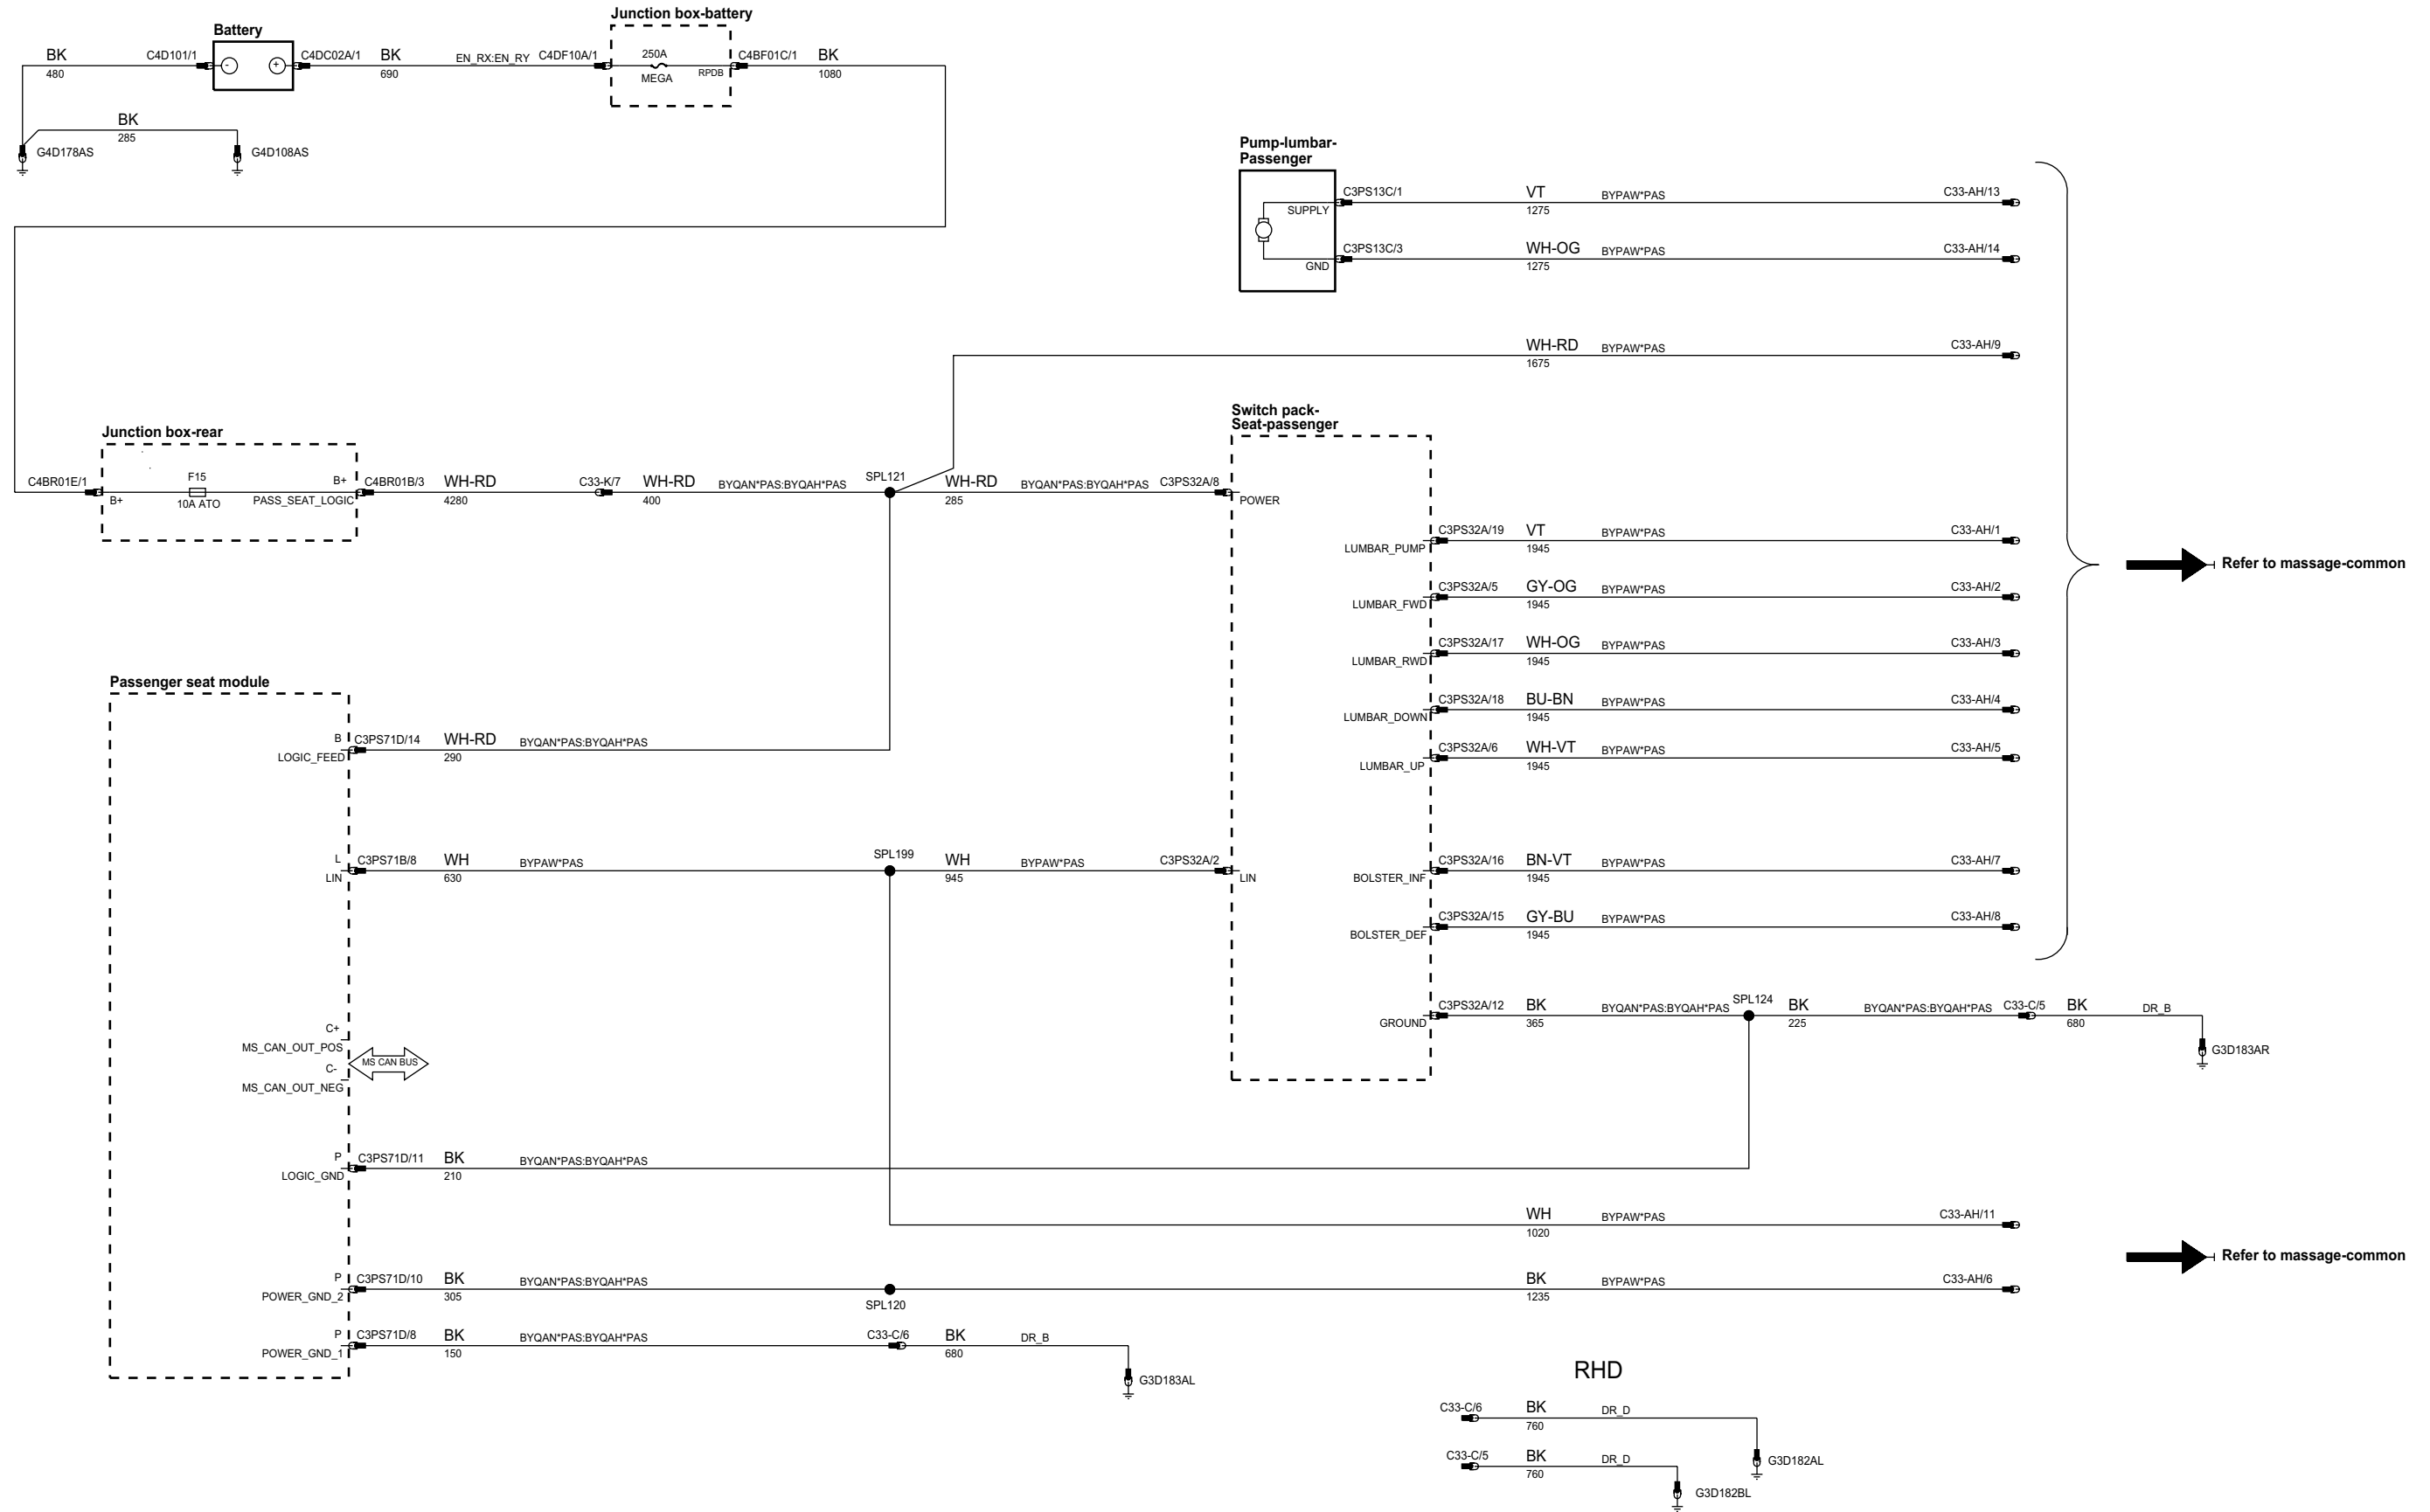 Junction box-battery
Battery
BK
480
C4D101/1
-
+
C4DC02A/1
BK
690
EN_RX:EN_RY
C4DF10A/1
250A
MEGA
RPDB
C4BF01C/1
BK
1080
BK
285
G4D178AS
G4D108AS
Pump-lumbar-
Passenger
SUPPLY
C3PS13C/1
VT
1275
BYPAW*PAS
C33-AH/13
GND
C3PS13C/3
WH-OG
1275
BYPAW*PAS
C33-AH/14
WH-RD
1675
BYPAW*PAS
C33-AH/9
Junction box-rear
C4BR01E/1
B+
F15
10A ATO
B+
PASS_SEAT_LOGIC
C4BR01B/3
WH-RD
4280
C33-K/7
WH-RD
400
BYQAN*PAS:BYQAH*PAS
SPL121
WH-RD
285
BYQAN*PAS:BYQAH*PAS
C3PS32A/8
Switch pack-
Seat-passenger
POWER
LUMBAR_PUMP
C3PS32A/19
VT
1945
BYPAW*PAS
C33-AH/1
LUMBAR_FWD
C3PS32A/5
GY-OG
1945
BYPAW*PAS
C33-AH/2
LUMBAR_RWD
C3PS32A/17
WH-OG
1945
BYPAW*PAS
C33-AH/3
LUMBAR_DOWN
C3PS32A/18
BU-BN
1945
BYPAW*PAS
C33-AH/4
LUMBAR_UP
C3PS32A/6
WH-VT
1945
BYPAW*PAS
C33-AH/5
Refer to massage-common
Passenger seat module
B
LOGIC_FEED
C3PS71D/14
WH-RD
290
BYQAN*PAS:BYQAH*PAS
L
LIN
C3PS71B/8
WH
630
BYPAW*PAS
SPL199
WH
945
BYPAW*PAS
C3PS32A/2
LIN
BOLSTER_INF
C3PS32A/16
BN-VT
1945
BYPAW*PAS
C33-AH/7
BOLSTER_DEF
C3PS32A/15
GY-BU
1945
BYPAW*PAS
C33-AH/8
GROUND
C3PS32A/12
BK
365
BYQAN*PAS:BYQAH*PAS
SPL124
BK
225
BYQAN*PAS:BYQAH*PAS
C33-C/5
BK
680
DR_B
G3D183AR
C+
MS_CAN_OUT_POS
MS CAN BUS
C-
MS_CAN_OUT_NEG
P
LOGIC_GND
C3PS71D/11
BK
210
BYQAN*PAS:BYQAH*PAS
WH
1020
BYPAW*PAS
C33-AH/11
Refer to massage-common
P
POWER_GND_2
C3PS71D/10
BK
305
BYQAN*PAS:BYQAH*PAS
SPL120
BK
1235
BYPAW*PAS
C33-AH/6
P
POWER_GND_1
C3PS71D/8
BK
150
BYQAN*PAS:BYQAH*PAS
C33-C/6
BK
680
DR_B
G3D183AL
RHD
C33-C/6
BK
760
DR_D
G3D182AL
C33-C/5
BK
760
DR_D
G3D182BL